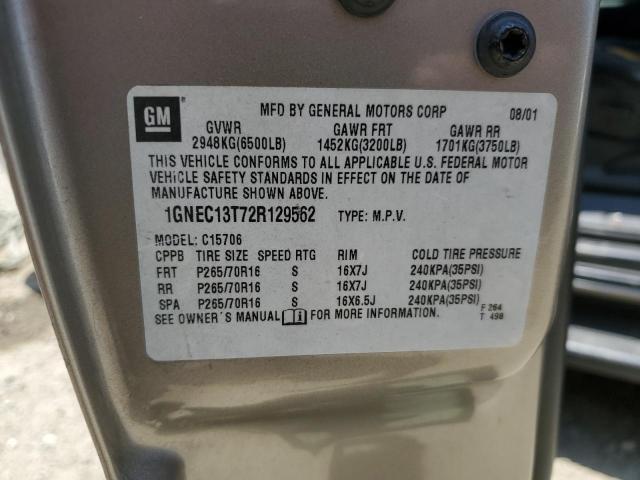 GM
MFD BY GENERAL MOTORS CORP 08/01
GVWR GAWR FRT GAWR RR
2948KG(6500LB) 1452KG(3200LB) 1701KG(3750LB)
THIS VEHICLE CONFORMS TO ALL APPLICABLE U.S. FEDERAL MOTOR
VEHICLE SAFETY STANDARDS IN EFFECT ON THE DATE OF
MANUFACTURE SHOWN ABOVE.
1GNEC13T72R129562 TYPE: M.P.V.
MODEL: C15706
CPPB TIRE SIZE SPEED RTG RIM COLD TIRE PRESSURE
FRT P265/70R16 S 16X7J 240KPA(35PSI)
RR P265/70R16 S 16X7J 240KPA(35PSI)
SPA P265/70R16 S 16X6.5J 240KPA(35PSI)
SEE OWNER'S MANUAL i FOR MORE INFORMATION.
F 264
T 498